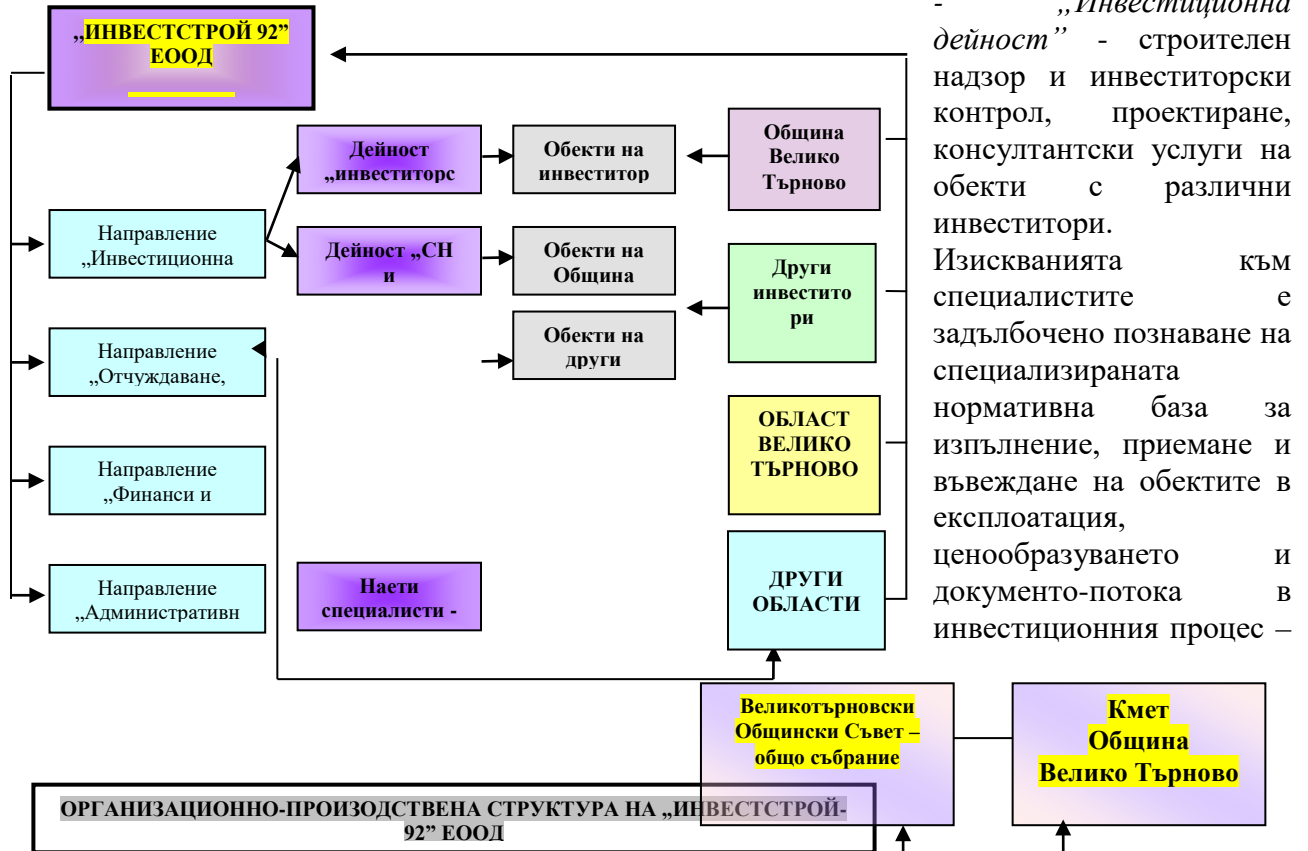 „ИНВЕСТСТРОЙ 92”
ЕООД
Дейност
„инвеститорс
Обекти на
инвеститор
Община
Велико
Търново
Направление
„Инвестиционна
Дейност „СН
и
Обекти на
Община
Други
инвестито
ри
Направление
„Отчуждаване,
Обекти на
други
ОБЛАСТ
ВЕЛИКО
ТЪРНОВО
Направление
„Финанси и
Направление
„Административн
Наети
специалисти -
ДРУГИ
ОБЛАСТИ
- „Инвестиционна
дейност” - строителен
надзор и инвеститорски
контрол, проектиране,
консултантски услуги на
обекти с различни
инвеститори.
Изискванията към
специалистите е
задълбочено познаване на
специализираната
нормативна база за
изпълнение, приемане и
въвеждане на обектите в
експлоатация,
ценообразуването и
документо-потока в
инвестиционния процес –
Великотърновски
Общински Съвет –
общо събрание
Кмет
Община
Велико Търново
ОРГАНИЗАЦИОННО-ПРОИЗОДСТВЕНА СТРУКТУРА НА „ИНВЕСТСТРОЙ-
92” ЕООД